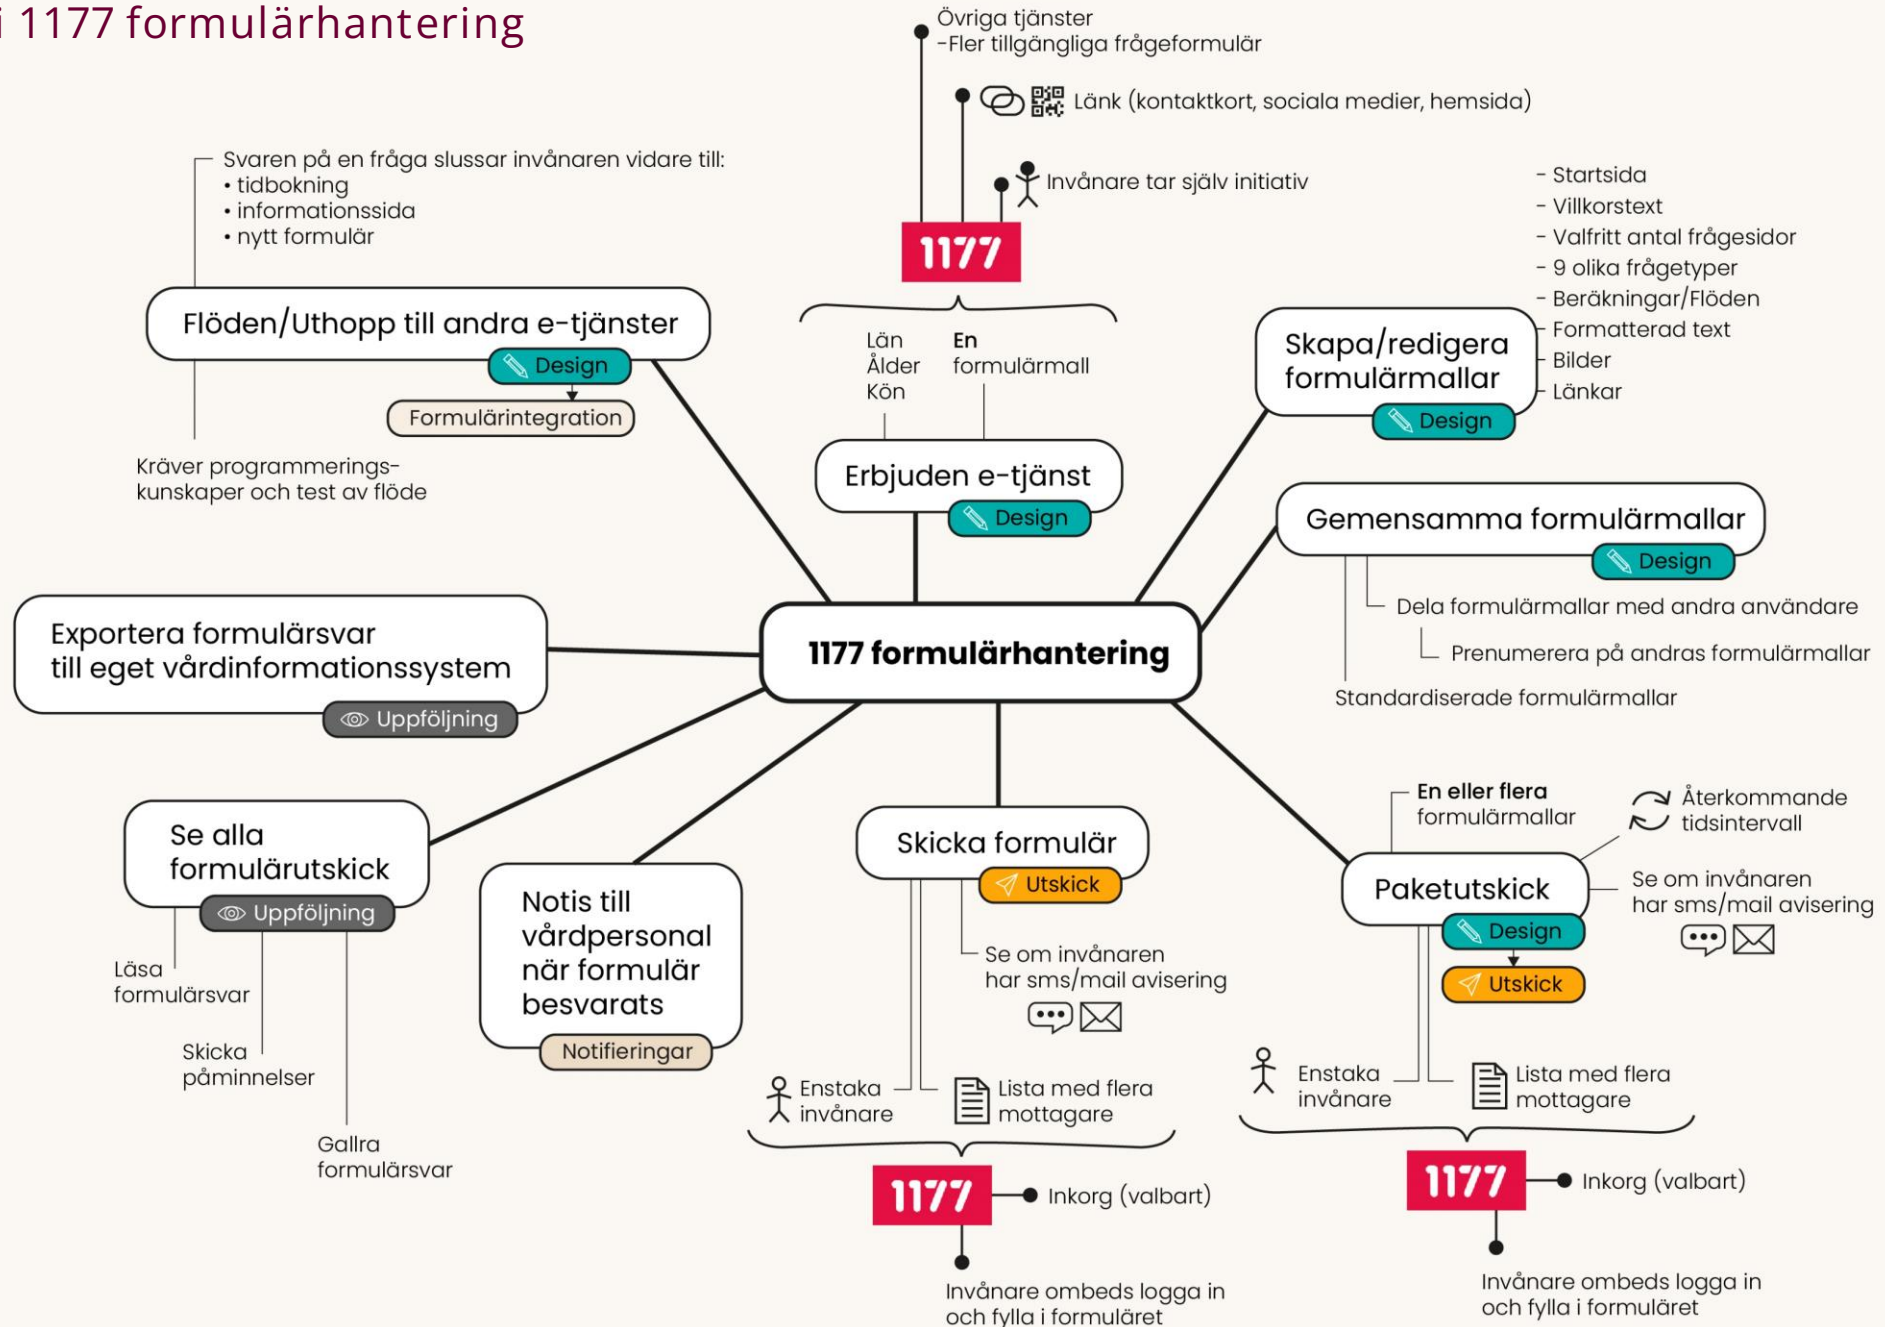 i 1177 formulärhantering
Övriga tjänster
-Fler tillgängliga frågeformulär
Länk (kontaktkort, sociala medier, hemsida)
Invånare tar själv initiativ
1177
Svaren på en fråga slussar invånaren vidare till:
• tidbokning
• informationssida
• nytt formulär
Flöden/Uthopp till andra e-tjänster
Design
Formulärintegration
Kräver programmerings-
kunskaper och test av flöde
Län
Ålder
Kön
En
formulärmall
Erbjuden e-tjänst
Design
Skapa/redigera
formulärmallar
Design
- Startsida
- Villkorstext
- Valfritt antal frågesidor
- 9 olika frågetyper
- Beräkningar/Flöden
- Formatterad text
- Bilder
- Länkar
Gemensamma formulärmallar
Design
Dela formulärmallar med andra användare
Prenumerera på andras formulärmallar
Standardiserade formulärmallar
1177 formulärhantering
Exportera formulärsvar
till eget vårdinformationssystem
Uppföljning
Se alla
formulärutskick
Uppföljning
Läsa
formulärsvar
Skicka
påminnelser
Gallra
formulärsvar
Notis till
vårdpersonal
när formulär
besvarats
Notifieringar
Skicka formulär
Utskick
Se om invånaren
har sms/mail avisering
Enstaka
invånare
Lista med flera
mottagare
1177
Inkorg (valbart)
Invånare ombeds logga in
och fylla i formuläret
En eller flera
formulärmallar
Återkommande
tidsintervall
Paketutskick
Design
Utskick
Se om invånaren
har sms/mail avisering
Enstaka
invånare
Lista med flera
mottagare
1177
Inkorg (valbart)
Invånare ombeds logga in
och fylla i formuläret